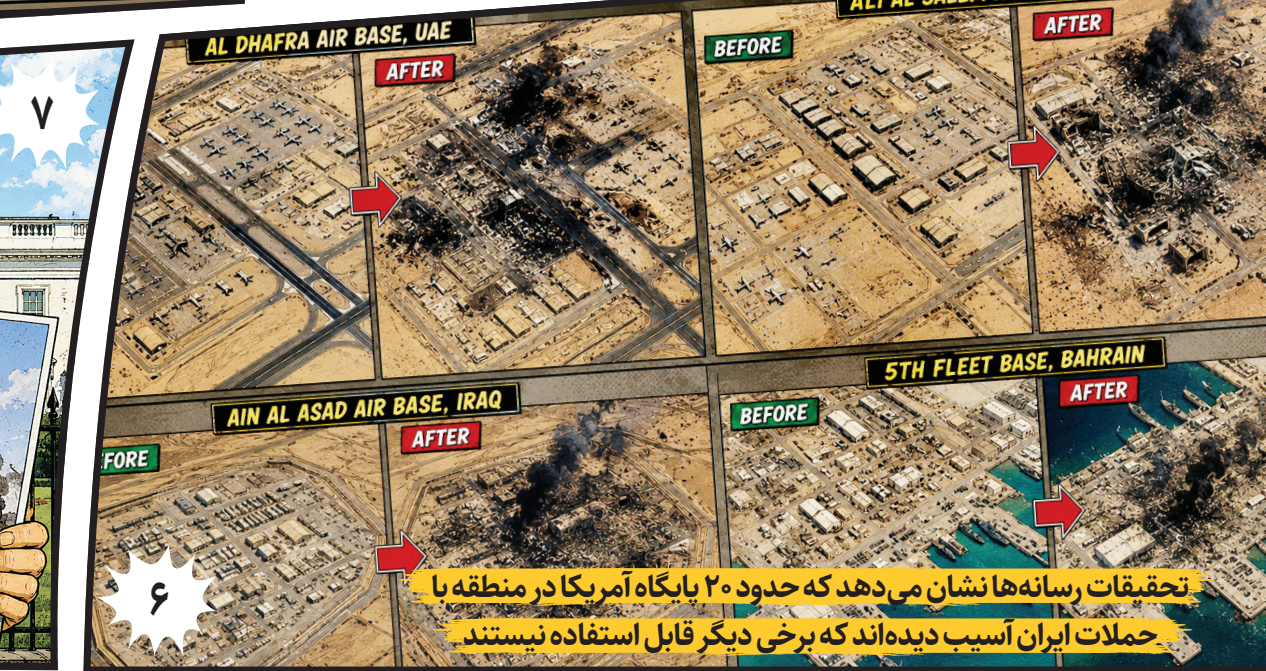 AL DHAFRA AIR BASE, UAE
AFTER
BEFORE
AFTER
۷
AIN AL ASAD AIR BASE, IRAQ
AFTER
5TH FLEET BASE, BAHRAIN
BEFORE
AFTER
۶
تحقیقات رسانه‌ها نشان می‌دهد که حدود ۲۰ پایگاه آمریکا در منطقه با
حملات ایران آسیب دیده‌اند که برخی دیگر قابل استفاده نیستند